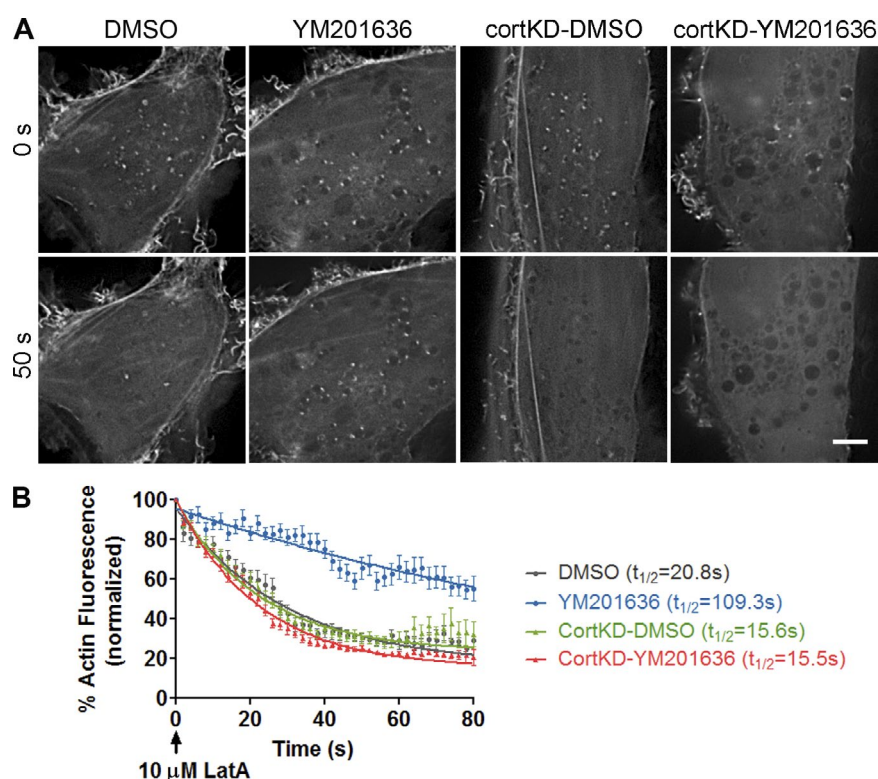 A
DMSO
YM201636
cortKD-DMSO
cortKD-YM201636
0 s
50 s
B
% Actin Fluorescence
(normalized)
100
80
60
40
20
0
0
20
40
60
80
Time (s)
10 µM LatA
DMSO (t1/2=20.8s)
YM201636 (t1/2=109.3s)
CortKD-DMSO (t1/2=15.6s)
CortKD-YM201636 (t1/2=15.5s)